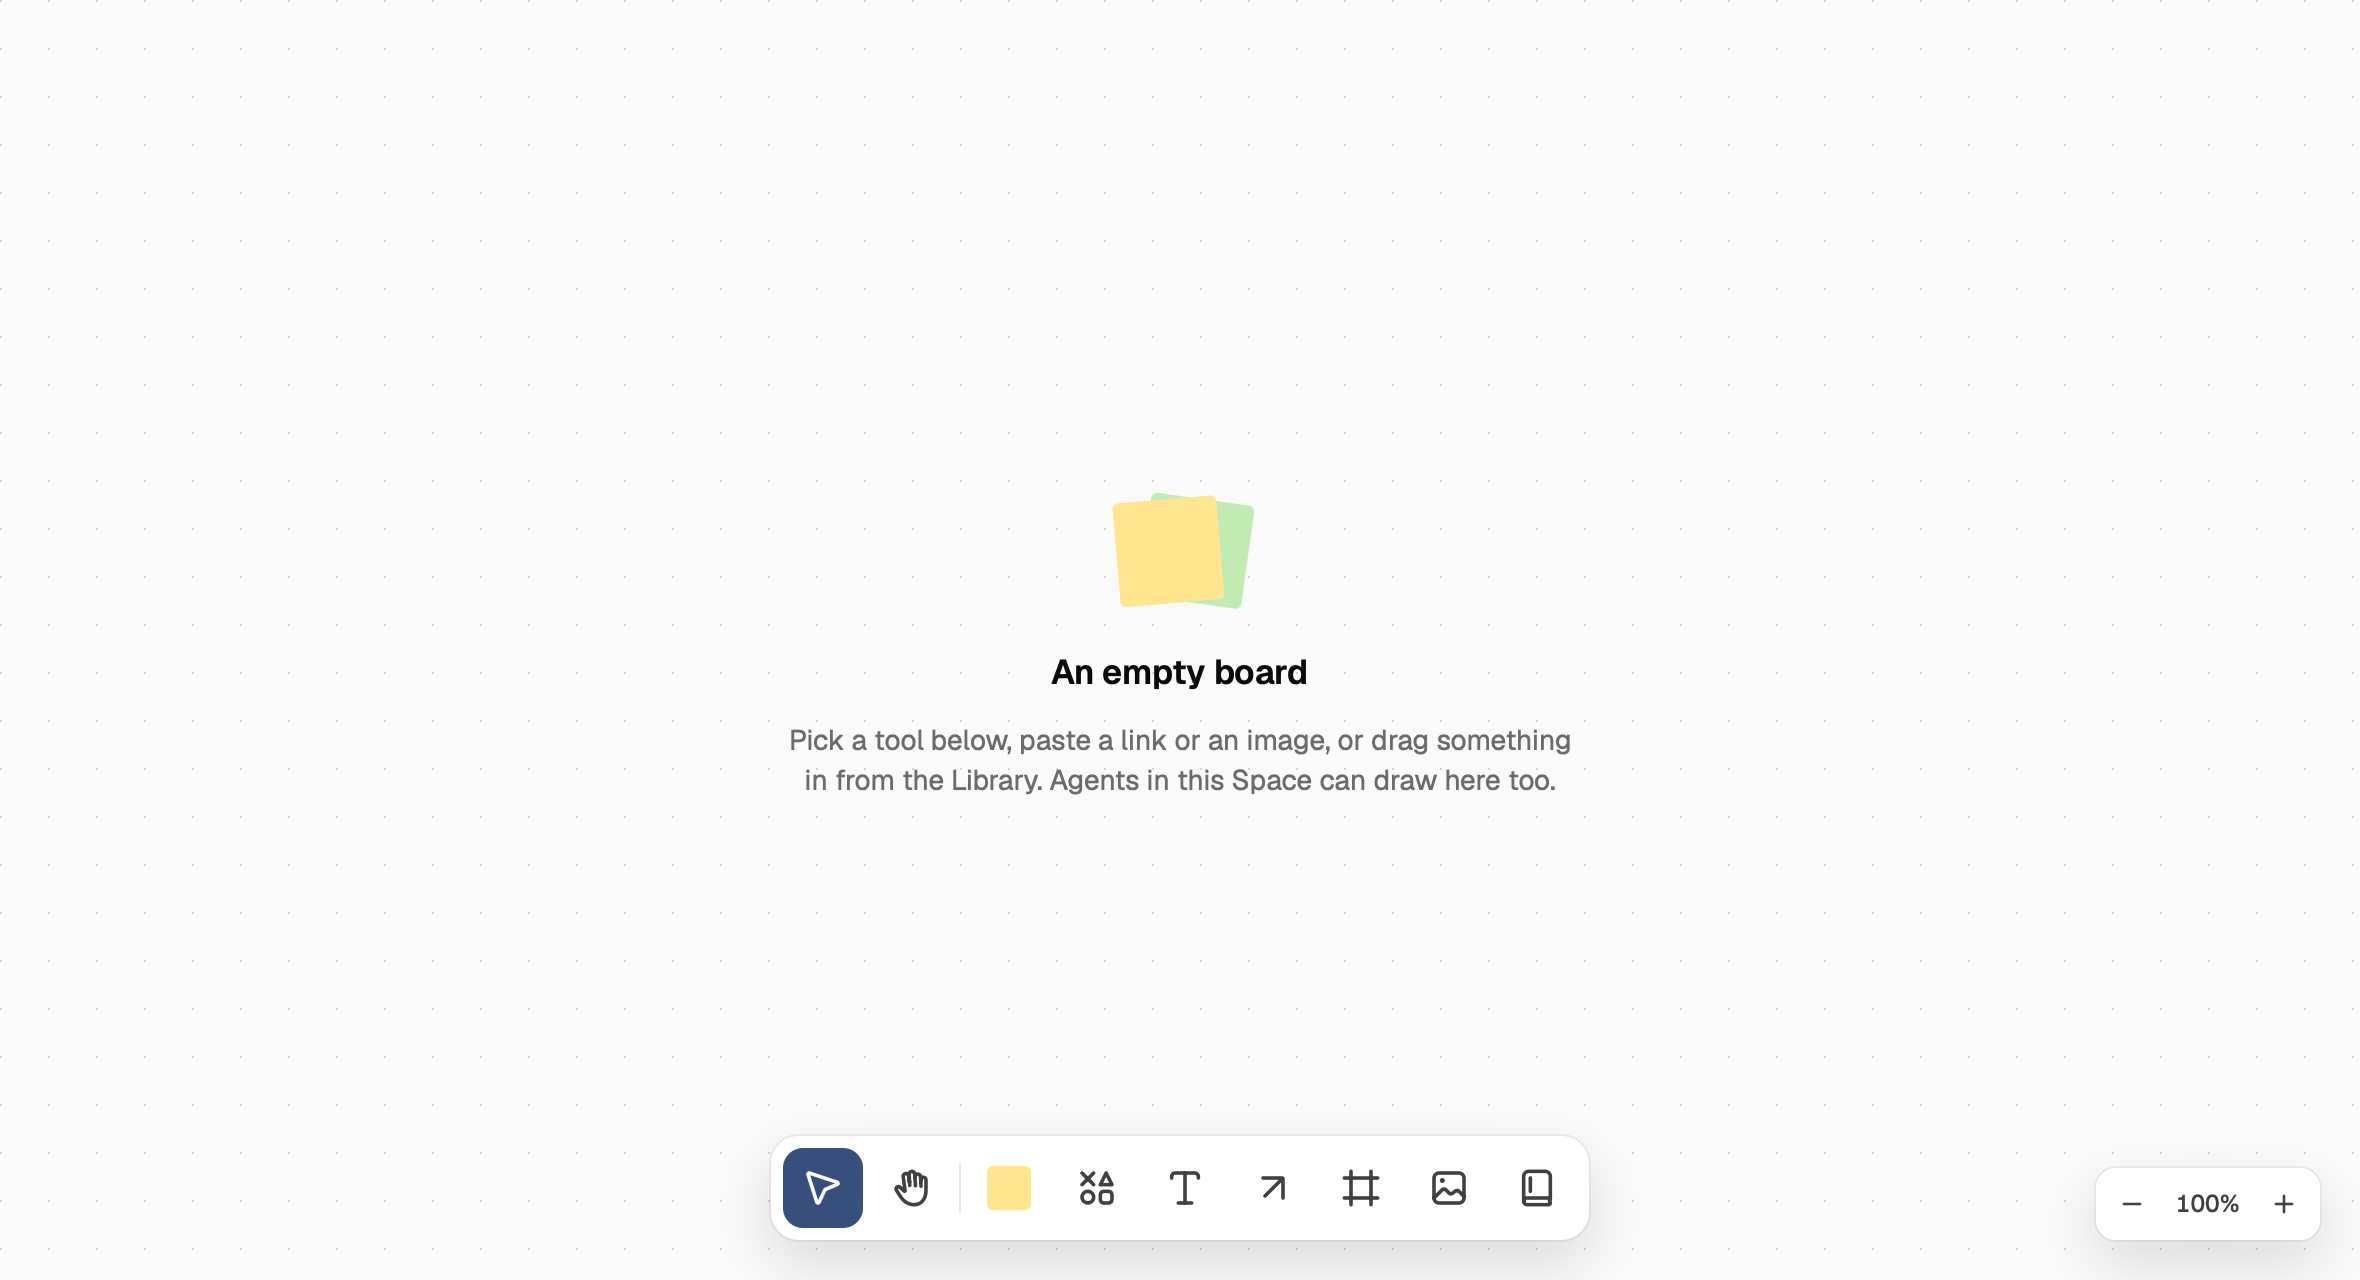 An empty board
Pick a tool below, paste a link or an image, or drag something
in from the Library. Agents in this Space can draw here too.
100%